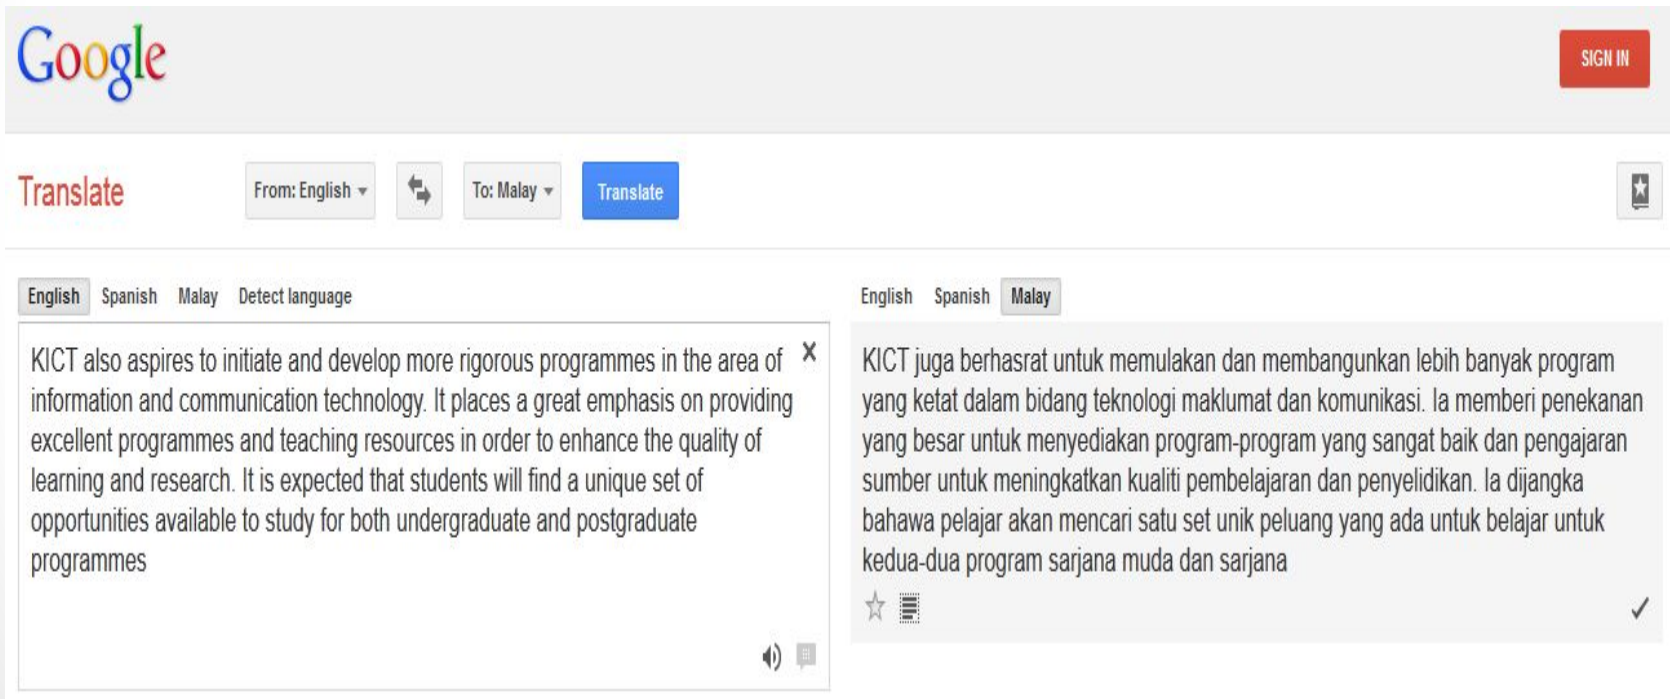 Google
SIGN IN
Translate
From: English
To: Malay
Translate
English Spanish Malay Detect language
KICT also aspires to initiate and develop more rigorous programmes in the area of
information and communication technology. It places a great emphasis on providing
excellent programmes and teaching resources in order to enhance the quality of
learning and research. It is expected that students will find a unique set of
opportunities available to study for both undergraduate and postgraduate
programmes
English Spanish Malay
KICT juga berhasrat untuk memulakan dan membangunkan lebih banyak program
yang ketat dalam bidang teknologi maklumat dan komunikasi. Ia memberi penekanan
yang besar untuk menyediakan program-program yang sangat baik dan pengajaran
sumber untuk meningkatkan kualiti pembelajaran dan penyelidikan. Ia dijangka
bahawa pelajar akan mencari satu set unik peluang yang ada untuk belajar untuk
kedua-dua program sarjana muda dan sarjana